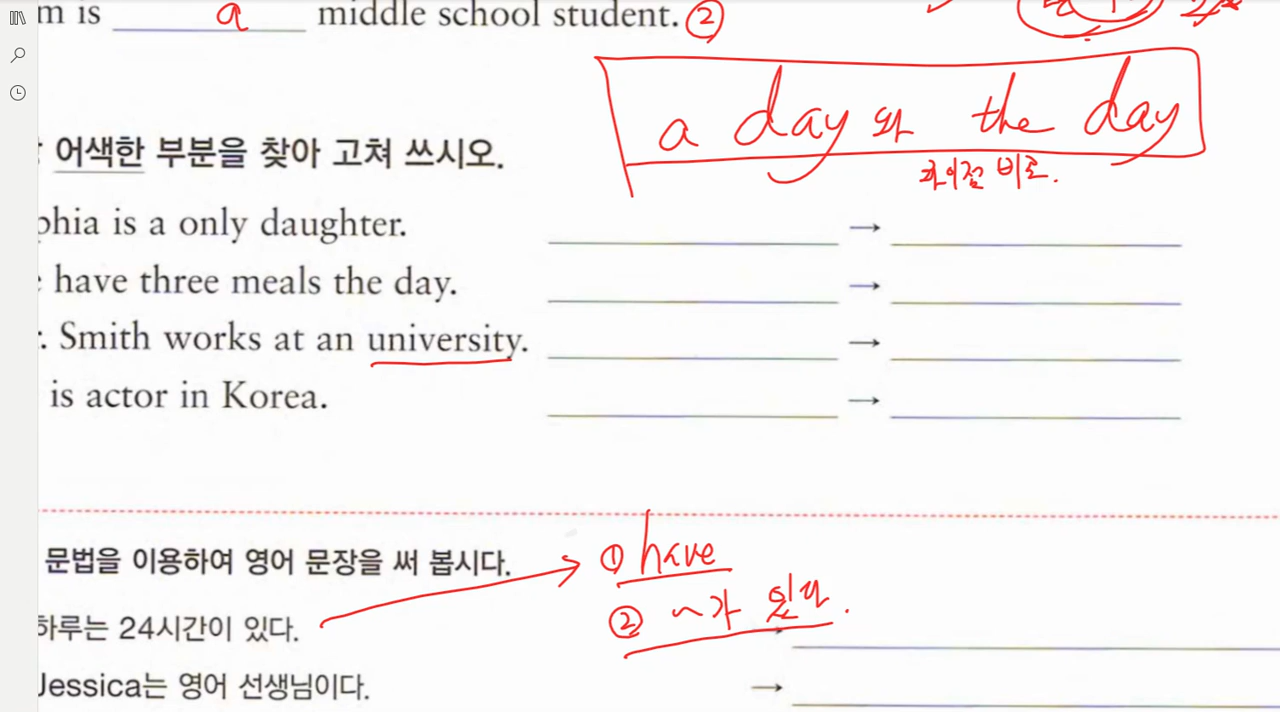 m is a middle school student. ②
a day 와 the day
차이점 비교.
어색한 부분을 찾아 고쳐 쓰시오.
phia is a only daughter. →
have three meals the day. →
. Smith works at an university. →
is actor in Korea. →
문법을 이용하여 영어 문장을 써 봅시다.
① have
② ~가 있다.
하루는 24시간이 있다. →
Jessica는 영어 선생님이다. →